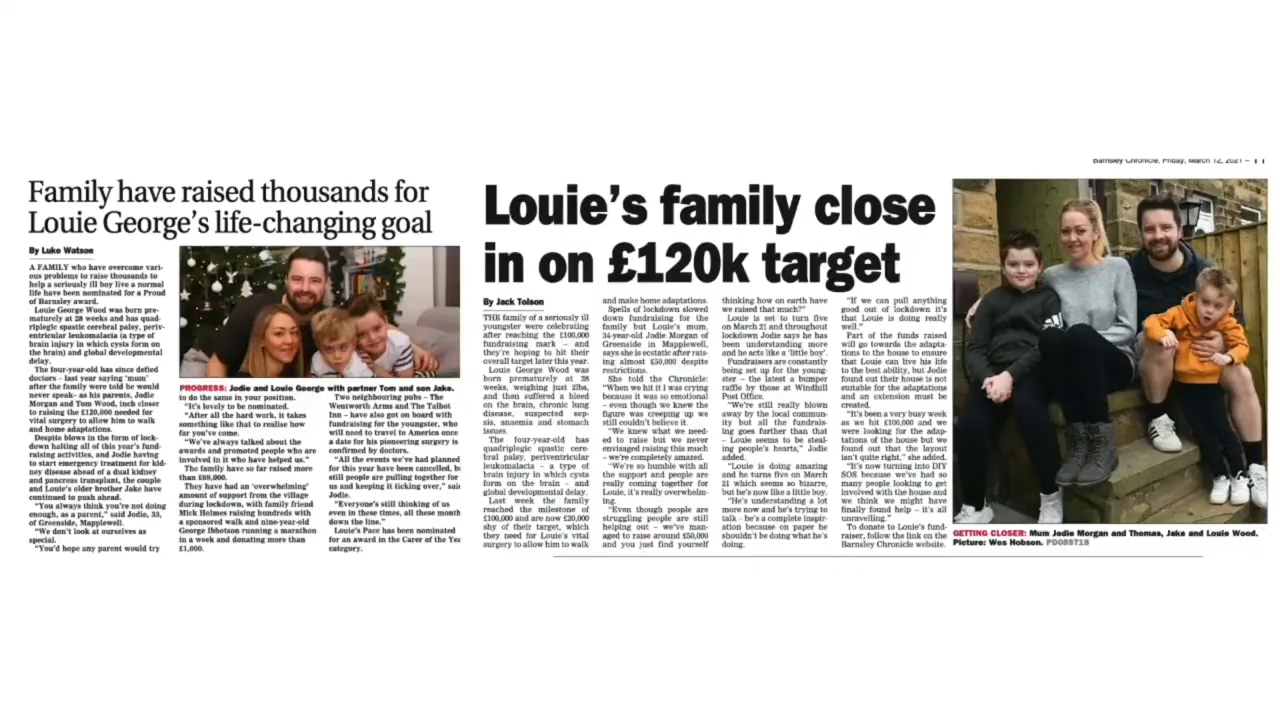 Barnsley Chronicle, Friday, March 12, 2021 – 11
Family have raised thousands for
Louie George's life-changing goal
By Luke Watson
A FAMILY who have overcome vari-
ous problems to raise thousands to
help a seriously ill boy live a normal
life have been nominated for a Proud
of Barnsley award.
Louie George Wood was born pre-
maturely at 28 weeks and has quad-
riplegic spastic cerebral palsy, periv-
entricular leukomalacia (a type of
brain injury in which cysts form on
the brain) and global developmental
delay.
The four-year-old has since defied
doctors – last year saying 'mum'
after the family were told he would
never speak– as his parents, Jodie
Morgan and Tom Wood, inch closer
to raising the £120,000 needed for
vital surgery to allow him to walk
and home adaptations.
Despite blows in the form of lock-
down halting all of this year's fund-
raising activities, and Jodie having
to start emergency treatment for kid-
ney disease ahead of a dual kidney
and pancreas transplant, the couple
and Louie's older brother Jake have
continued to push ahead.
"You always think you're not doing
enough, as a parent," said Jodie, 33,
of Greenside, Mapplewell.
"We don't look at ourselves as
special.
"You'd hope any parent would try
PROGRESS: Jodie and Louie George with partner Tom and son Jake.
to do the same in your position.
"It's lovely to be nominated.
"After all the hard work, it takes
something like that to realise how
far you've come.
"We've always talked about the
awards and promoted people who are
involved in it who have helped us."
The family have so far raised more
than £69,000.
They have had an 'overwhelming'
amount of support from the village
during lockdown, with family friend
Mick Holmes raising hundreds with
a sponsored walk and nine-year-old
George Ibbotson running a marathon
in a week and donating more than
£1,000.
Two neighbouring pubs – The
Wentworth Arms and The Talbot
Inn – have also got on board with
fundraising for the youngster, who
will need to travel to America once
a date for his pioneering surgery is
confirmed by doctors.
"All the events we've had planned
for this year have been cancelled, b
still people are pulling together for
us and keeping it ticking over," said
Jodie.
"Everyone's still thinking of us
even in these times, all these month
down the line."
Louie's Pace has been nominated
for an award in the Carer of the Yea
category.
Louie's family close
in on £120k target
By Jack Tolson
THE family of a seriously ill
youngster were celebrating
after reaching the £100,000
fundraising mark – and
they're hoping to hit their
overall target later this year.
Louie George Wood was
born prematurely at 28
weeks, weighing just 2lbs,
and then suffered a bleed
on the brain, chronic lung
disease, suspected sep-
sis, anaemia and stomach
issues.
The four-year-old has
quadriplegic spastic cere-
bral palsy, periventricular
leukomalacia – a type of
brain injury in which cysts
form on the brain – and
global developmental delay.
Last week the family
reached the milestone of
£100,000 and are now £20,000
shy of their target, which
they need for Louie's vital
surgery to allow him to walk
and make home adaptations.
Spells of lockdown slowed
down fundraising for the
family but Louie's mum,
34-year-old Jodie Morgan of
Greenside in Mapplewell,
says she is ecstatic after rais-
ing almost £50,000 despite
restrictions.
She told the Chronicle:
"When we hit it I was crying
because it was so emotional
– even though we knew the
figure was creeping up we
still couldn't believe it.
"We knew what we need-
ed to raise but we never
envisaged raising this much
– we're completely amazed.
"We're so humble with all
the support and people are
really coming together for
Louie, it's really overwhelm-
ing.
"Even though people are
struggling people are still
helping out – we've man-
aged to raise around £50,000
and you just find yourself
thinking how on earth have
we raised that much?"
Louie is set to turn five
on March 21 and throughout
lockdown Jodie says he has
been understanding more
and he acts like a 'little boy'.
Fundraisers are constantly
being set up for the young-
ster – the latest a bumper
raffle by those at Windhill
Post Office.
"We're still really blown
away by the local commun-
ity but all the fundrais-
ing goes further than that
– Louie seems to be steal-
ing people's hearts," Jodie
added.
"Louie is doing amazing
and he turns five on March
21 which seems so bizarre,
but he's now like a little boy.
"He's understanding a lot
more now and he's trying to
talk – he's a complete inspir-
ation because on paper he
shouldn't be doing what he's
doing.
"If we can pull anything
good out of lockdown it's
that Louie is doing really
well."
Part of the funds raised
will go towards the adapta-
tions to the house to ensure
that Louie can live his life
to the best ability, but Jodie
found out their house is not
suitable for the adaptations
and an extension must be
created.
"It's been a very busy week
as we hit £100,000 and we
were looking for the adap-
tations of the house but we
found out that the layout
isn't quite right," she added.
"It's now turning into DIY
SOS because we've had so
many people looking to get
involved with the house and
we think we might have
finally found help – it's all
unravelling."
To donate to Louie's fund-
raiser, follow the link on the
Barnsley Chronicle website.
GETTING CLOSER: Mum Jodie Morgan and Thomas, Jake and Louie Wood.
Picture: Wes Hobson. PD089718